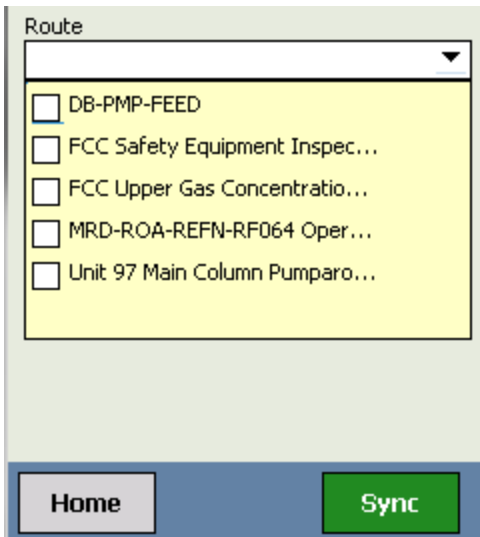 Route
DB-PMP-FEED
FCC Safety Equipment Inspec...
FCC Upper Gas Concentratio...
MRD-ROA-REFN-RF064 Oper...
Unit 97 Main Column Pumparo...
Home
Sync